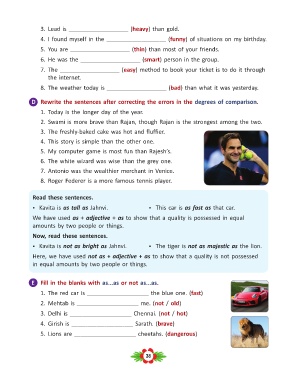 3. Lead is ____________________ (heavy) than gold.
4. I found myself in the ____________________ (funny) of situations on my birthday.
5. You are ____________________ (thin) than most of your friends.
6. He was the ____________________ (smart) person in the group.
7. The ____________________ (easy) method to book your ticket is to do it through
the internet.
8. The weather today is ____________________ (bad) than what it was yesterday.
D Rewrite the sentences after correcting the errors in the degrees of comparison.
1. Today is the longer day of the year.
2. Swami is more brave than Rajan, though Rajan is the strongest among the two.
3. The freshly-baked cake was hot and fluffier.
4. This story is simple than the other one.
5. My computer game is most fun than Rajesh's.
6. The white wizard was wise than the grey one.
7. Antonio was the wealthier merchant in Venice.
8. Roger Federer is a more famous tennis player.
Read these sentences.
• Kavita is as tall as Jahnvi. • This car is as fast as that car.
We have used as + adjective + as to show that a quality is possessed in equal
amounts by two people or things.
Now, read these sentences.
• Kavita is not as bright as Jahnvi. • The tiger is not as majestic as the lion.
Here, we have used not as + adjective + as to show that a quality is not possessed
in equal amounts by two people or things.
Fill in the blanks with as...as or not as...as.
1. The red car is ____________________ the blue one. (fast)
2. Mehtab is ____________________ me. (not / old)
3. Delhi is ____________________ Chennai. (not / hot)
4. Girish is ____________________ Sarath. (brave)
5. Lions are ____________________ cheetahs. (dangerous)